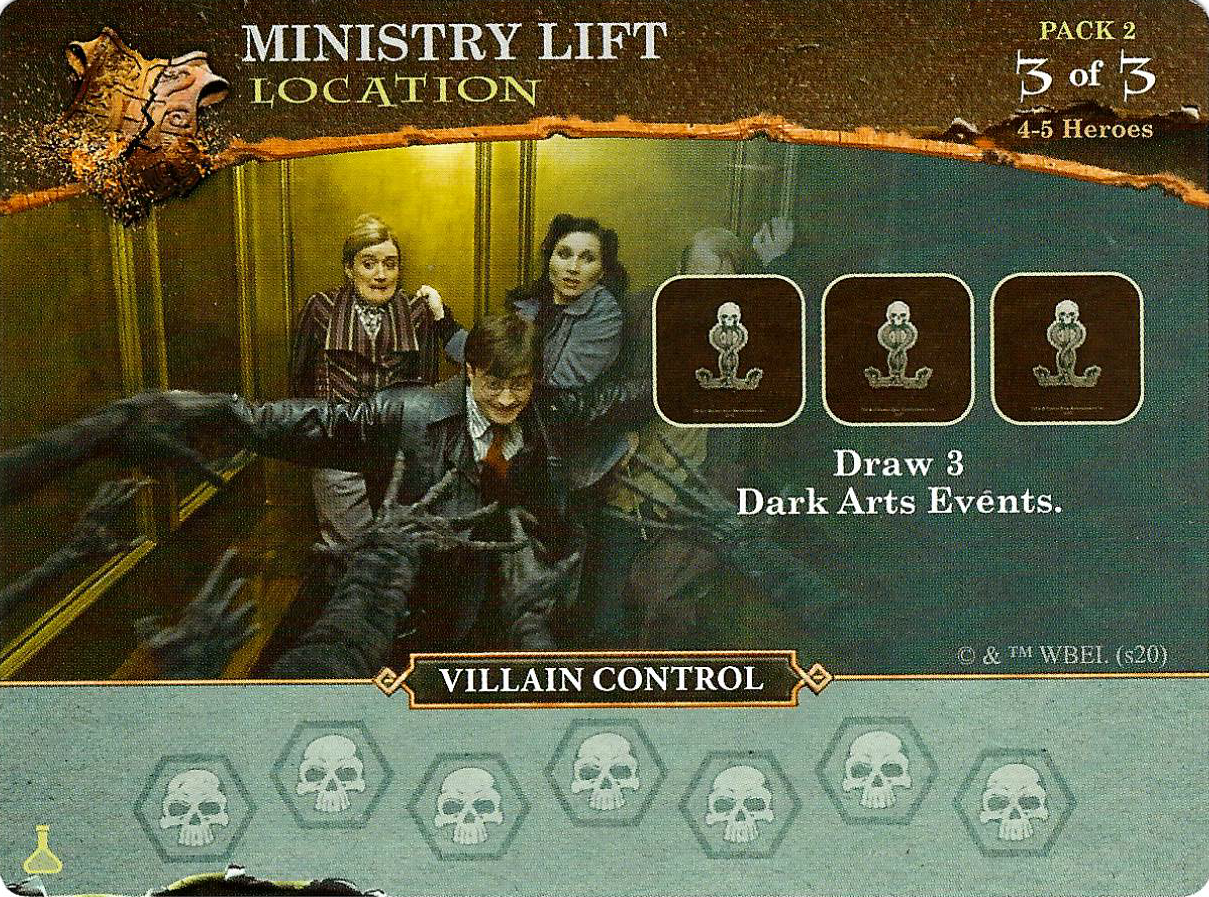 MINISTRY LIFT
LOCATION
PACK 2
3 of 3
4-5 Heroes
Draw 3
Dark Arts Events.
© & ™ WBEI. (s20)
VILLAIN CONTROL